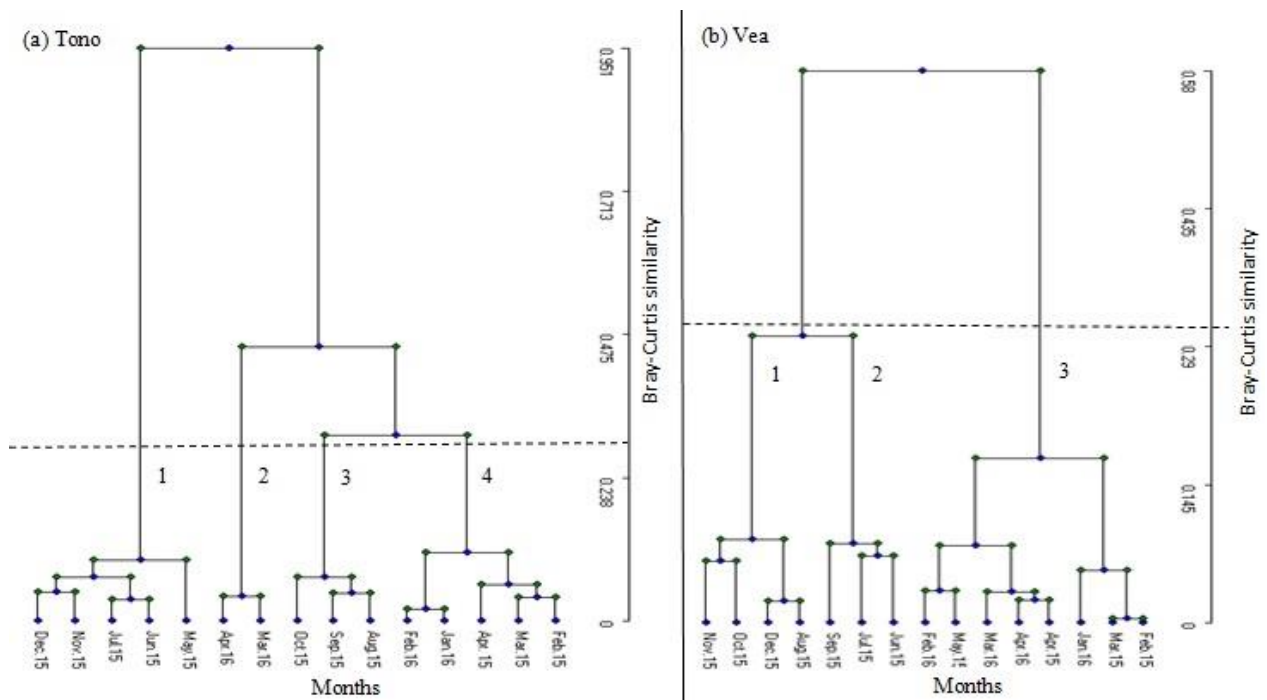 (a) Tono
0.951
0.713
0.475
0.238
0
Bray-Curtis similarity
1
2
3
4
Dec.15
Nov.15
Jul.15
Jun.15
May.15
Apr.16
Mar.16
Oct.15
Sep.15
Aug.15
Feb.16
Jan.16
Apr.15
Mar.15
Feb.15
Months
(b) Vea
0.58
0.435
0.29
0.145
0
Bray-Curtis similarity
1
2
3
Nov.15
Oct.15
Dec.15
Aug.15
Sep.15
Jul.15
Jun.15
Feb.16
May.15
Mar.16
Apr.16
Apr.15
Jan.16
Mar.15
Feb.15
Months